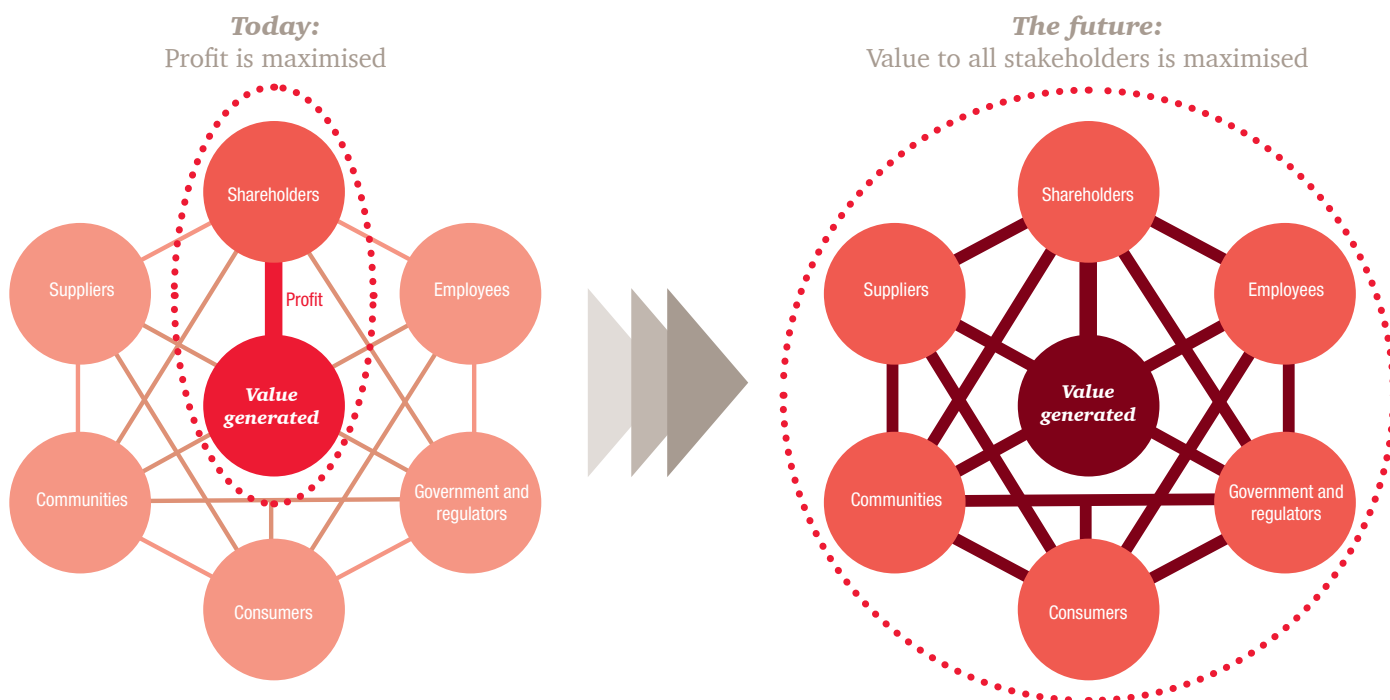 Today:
Profit is maximised
Shareholders
Suppliers
Employees
Profit
Value
generated
Communities
Government and
regulators
Consumers
The future:
Value to all stakeholders is maximised
Shareholders
Suppliers
Employees
Value
generated
Communities
Government and
regulators
Consumers